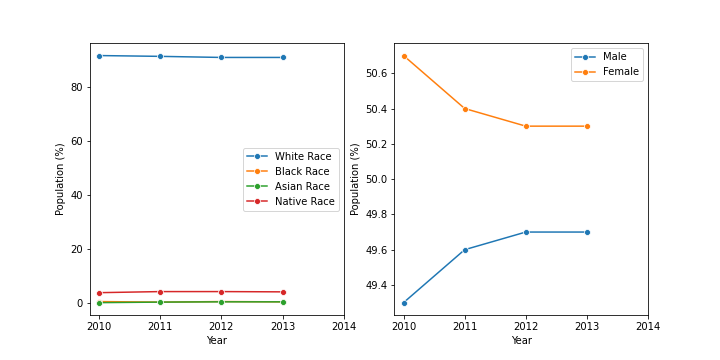 Population (%)
80
60
40
20
0
White Race
Black Race
Asian Race
Native Race
2010 2011 2012 2013 2014
Year
Population (%)
50.6
50.4
50.2
50.0
49.8
49.6
49.4
Male
Female
2010 2011 2012 2013 2014
Year